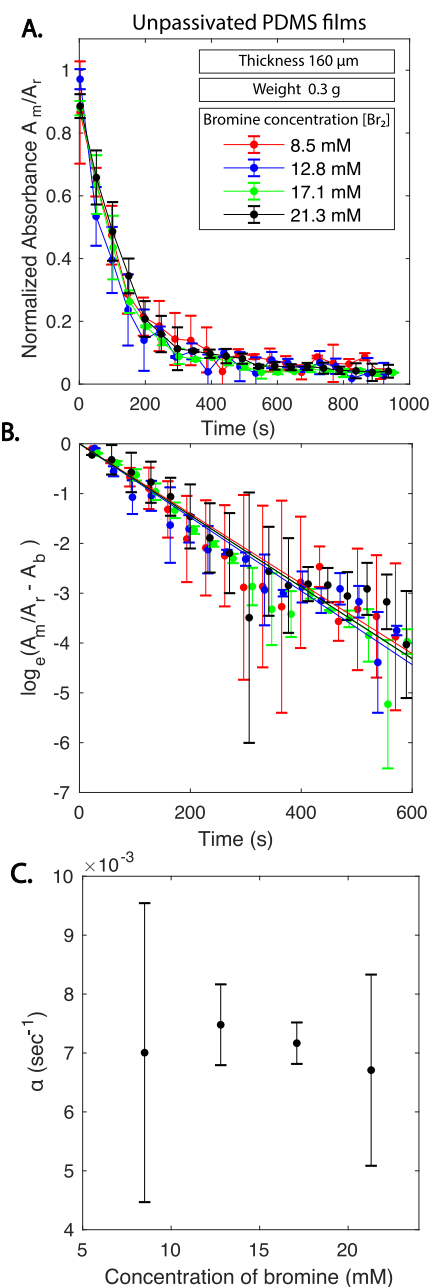 A.
Unpassivated PDMS films
Thickness 160 μm
Weight 0.3 g
Bromine concentration [Br₂]
8.5 mM
12.8 mM
17.1 mM
21.3 mM
Normalized Absorbance A m/Aᵣ
1
0.8
0.6
0.4
0.2
0
0 200 400 600 800 1000
Time (s)
B.
logₑ(Aₘ/Aᵣ - A_b)
0
-1
-2
-3
-4
-5
-6
-7
0 200 400 600
Time (s)
C.
×10⁻³
α (sec⁻¹)
10
9
8
7
6
5
4
5 10 15 20
Concentration of bromine (mM)